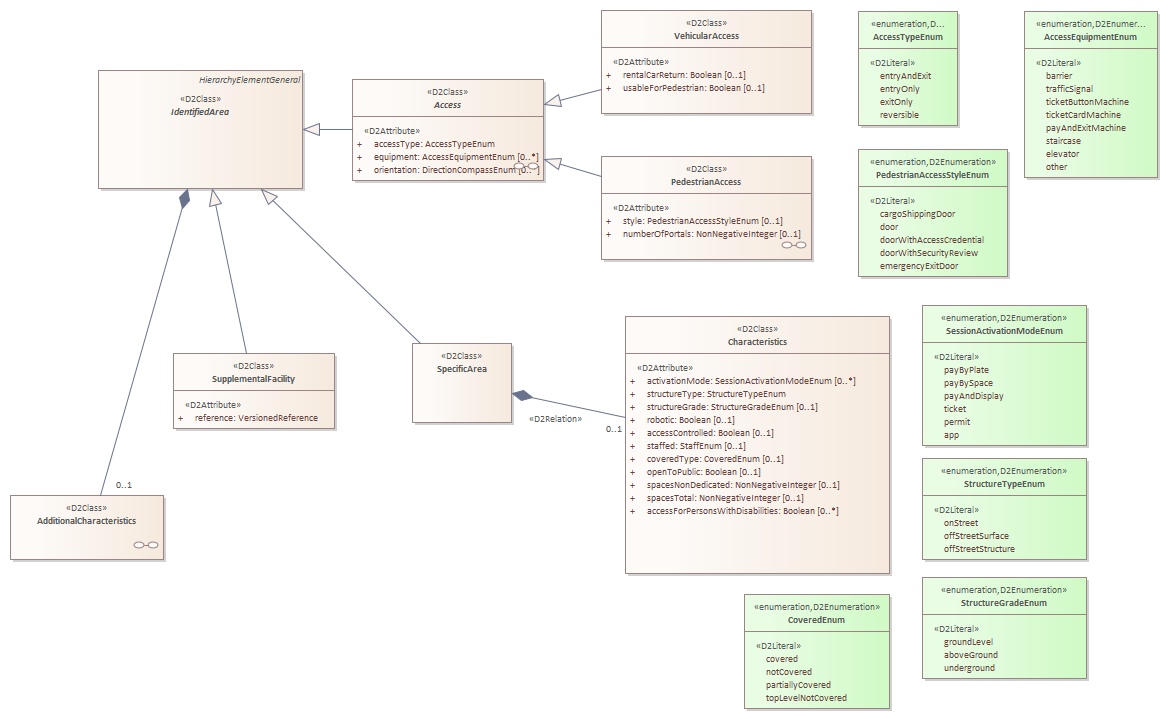 HierarchyElementGeneral
«D2Class»
IdentifiedArea
«D2Class»
Access
«D2Attribute»
+ accessType: AccessTypeEnum
+ equipment: AccessEquipmentEnum [0..*]
+ orientation: DirectionCompassEnum [0..*]
«D2Class»
VehicularAccess
«D2Attribute»
+ rentalCarReturn: Boolean [0..1]
+ usableForPedestrian: Boolean [0..1]
«D2Class»
PedestrianAccess
«D2Attribute»
+ style: PedestrianAccessStyleEnum [0..1]
+ numberOfPortals: NonNegativeInteger [0..1]
«enumeration,D...
AccessTypeEnum
«D2Literal»
entryAndExit
entryOnly
exitOnly
reversible
«enumeration,D2Enumer...
AccessEquipmentEnum
«D2Literal»
barrier
trafficSignal
ticketButtonMachine
ticketCardMachine
payAndExitMachine
staircase
elevator
other
«enumeration,D2Enumeration»
PedestrianAccessStyleEnum
«D2Literal»
cargoShippingDoor
door
doorWithAccessCredential
doorWithSecurityReview
emergencyExitDoor
«D2Class»
SupplementalFacility
«D2Attribute»
+ reference: VersionedReference
«D2Class»
SpecificArea
«D2Relation»
0..1
«D2Class»
Characteristics
«D2Attribute»
+ activationMode: SessionActivationModeEnum [0..*]
+ structureType: StructureTypeEnum
+ structureGrade: StructureGradeEnum [0..1]
+ robotic: Boolean [0..1]
+ accessControlled: Boolean [0..1]
+ staffed: StaffEnum [0..1]
+ coveredType: CoveredEnum [0..1]
+ openToPublic: Boolean [0..1]
+ spacesNonDedicated: NonNegativeInteger [0..1]
+ spacesTotal: NonNegativeInteger [0..1]
+ accessForPersonsWithDisabilities: Boolean [0..*]
«enumeration,D2Enumeration»
SessionActivationModeEnum
«D2Literal»
payByPlate
payBySpace
payAndDisplay
ticket
permit
app
«enumeration,D2Enumeration»
StructureTypeEnum
«D2Literal»
onStreet
offStreetSurface
offStreetStructure
0..1
«D2Class»
AdditionalCharacteristics
«enumeration,D2Enumeration»
StructureGradeEnum
«D2Literal»
groundLevel
aboveGround
underground
«enumeration,D2Enumeration»
CoveredEnum
«D2Literal»
covered
notCovered
partiallyCovered
topLevelNotCovered